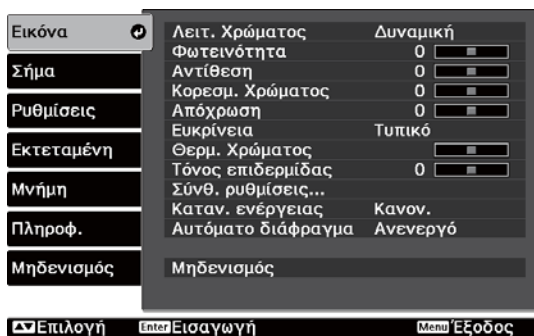 Εικόνα
Σήμα
Ρυθμίσεις
Εκτεταμένη
Μνήμη
Πληροφ.
Μηδενισμός
Λειτ. Χρώματος Δυναμική
Φωτεινότητα 0
Αντίθεση 0
Κορεσμ. Χρώματος 0
Απόχρωση 0
Ευκρίνεια Τυπικό
Θερμ. Χρώματος
Τόνος επιδερμίδας 0
Σύνθ. ρυθμίσεις...
Καταν. ενέργειας Κανον.
Αυτόματο διάφραγμα Ανενεργό
Μηδενισμός
Επιλογή Enter Εισαγωγή Menu Έξοδος